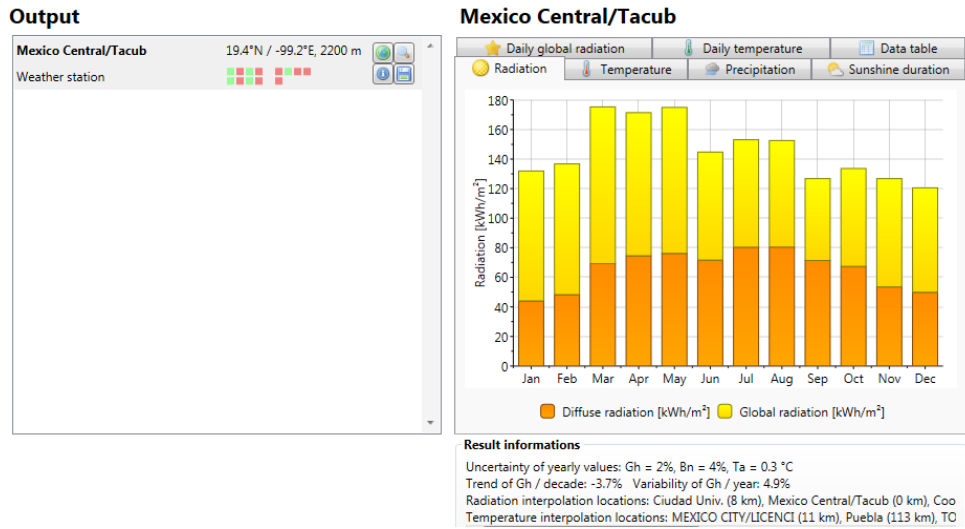 Output
Mexico Central/Tacub 19.4°N / -99.2°E, 2200 m
Weather station
Mexico Central/Tacub
Daily global radiation Daily temperature Data table
Radiation Temperature Precipitation Sunshine duration
Radiation [kWh/m²]
180
160
140
120
100
80
60
40
20
0
Jan Feb Mar Apr May Jun Jul Aug Sep Oct Nov Dec
Diffuse radiation [kWh/m²] Global radiation [kWh/m²]
Result informations
Uncertainty of yearly values: Gh = 2%, Bn = 4%, Ta = 0.3 °C
Trend of Gh / decade: -3.7% Variability of Gh / year: 4.9%
Radiation interpolation locations: Ciudad Univ. (8 km), Mexico Central/Tacub (0 km), Coo
Temperature interpolation locations: MEXICO CITY/LICENCI (11 km), Puebla (113 km), TO